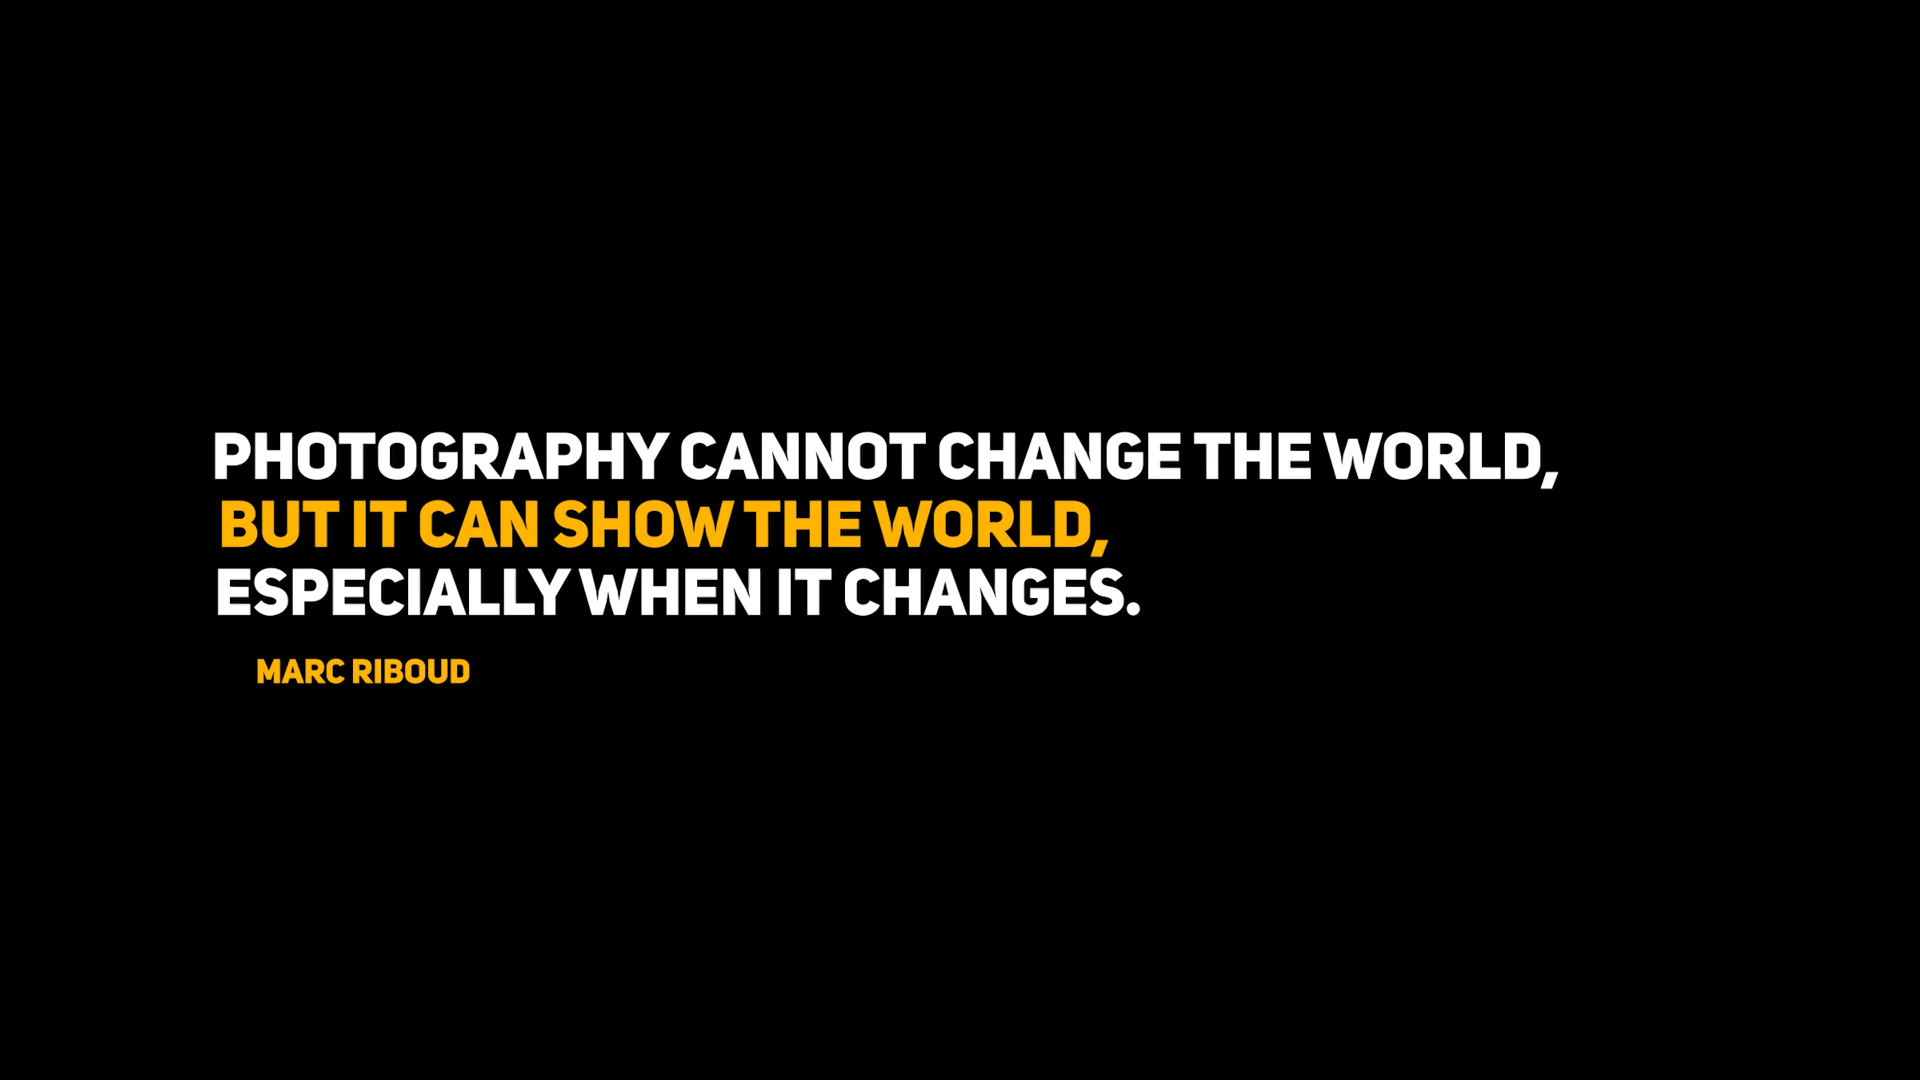 PHOTOGRAPHY CANNOT CHANGE THE WORLD,
BUT IT CAN SHOW THE WORLD,
ESPECIALLY WHEN IT CHANGES.
MARC RIBOUD